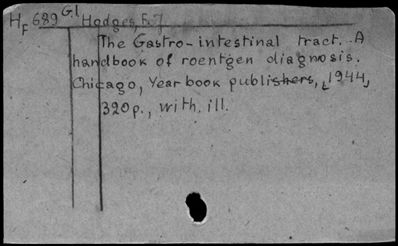 HF 689 G.l Hodges, F. J
The Gastro-intestinal tract. A
handbook of roentgen diagnosis.
Chicago, Year book publishers, [1944]
320p., with. ill.